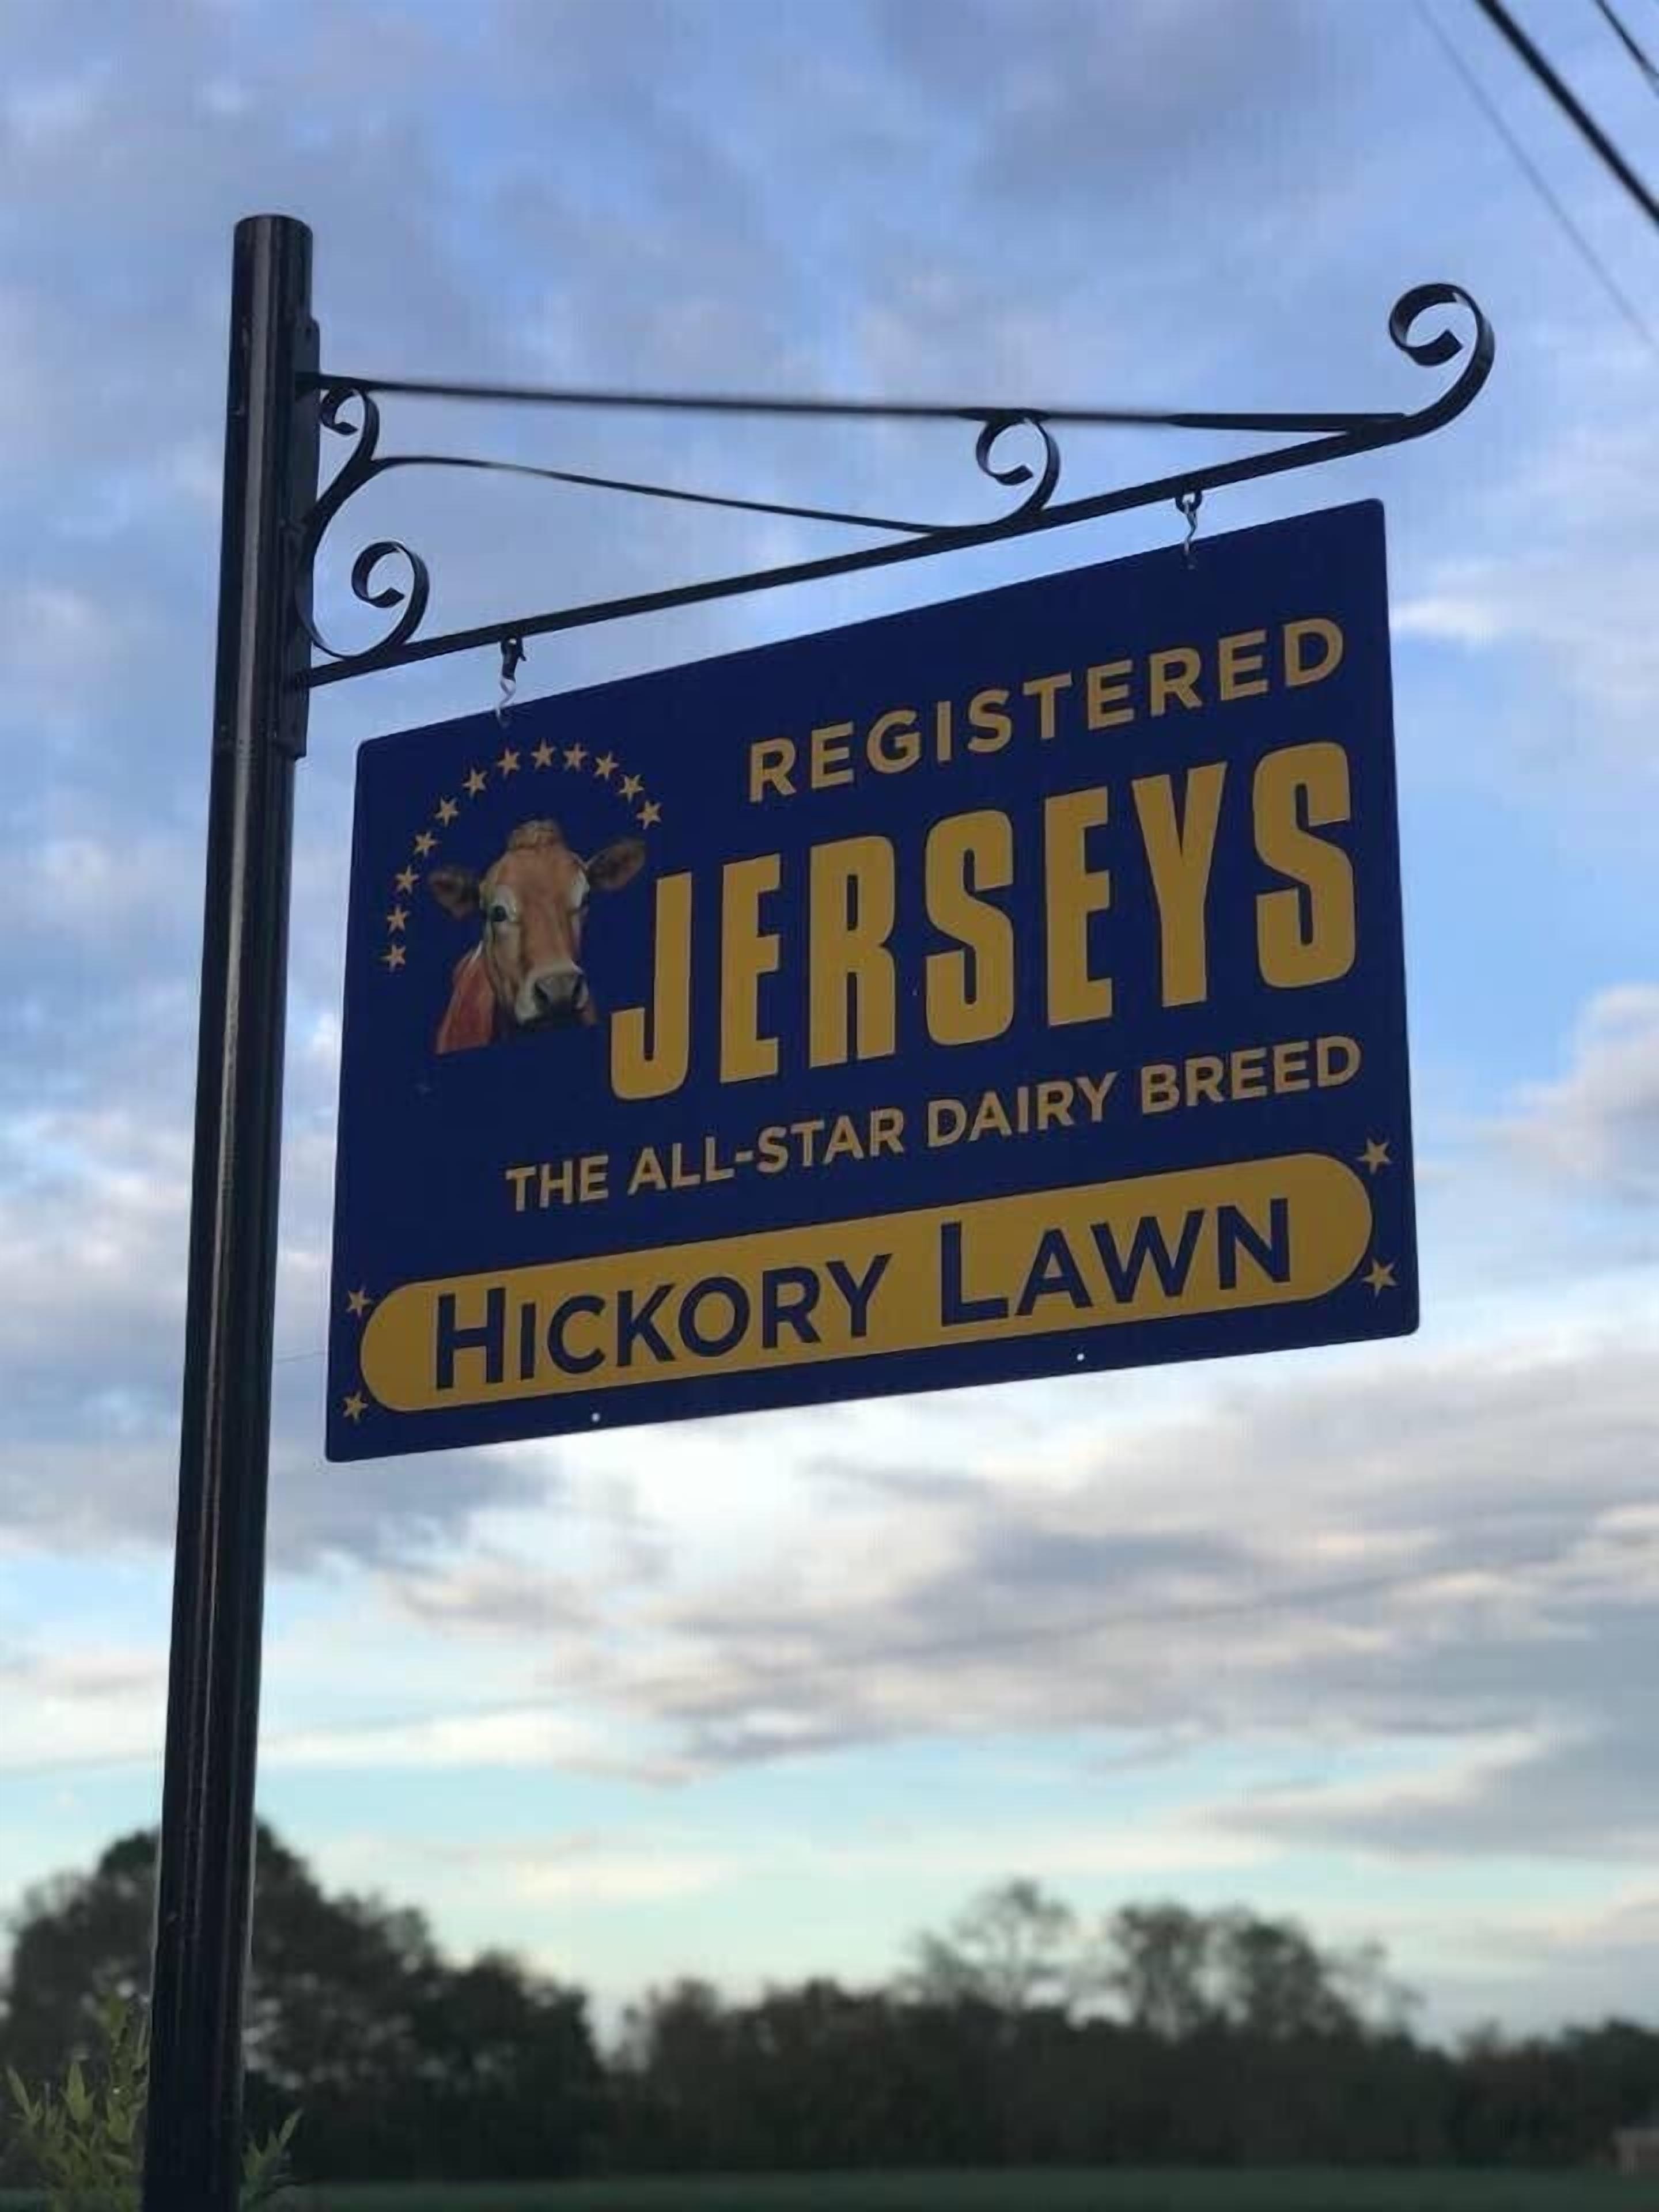 REGISTERED
JERSEYS
THE ALL-STAR DAIRY BREED
HICKORY LAWN